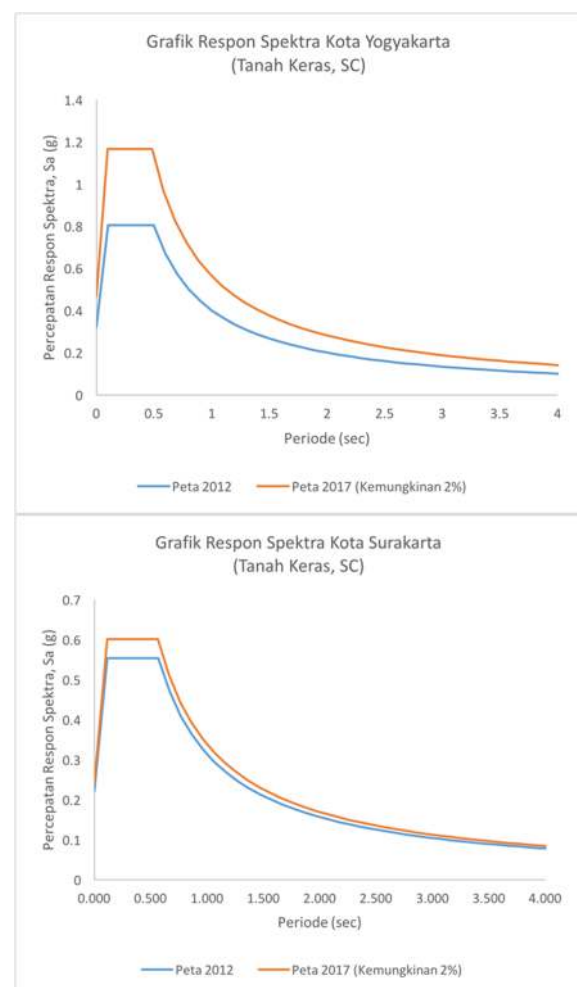 Grafik Respon Spektra Kota Yogyakarta
(Tanah Keras, SC)
Percepatan Respon Spektra, Sa (g)
1.4
1.2
1
0.8
0.6
0.4
0.2
0
0 0.5 1 1.5 2 2.5 3 3.5 4
Periode (sec)
Peta 2012 Peta 2017 (Kemungkinan 2%)
Grafik Respon Spektra Kota Surakarta
(Tanah Keras, SC)
Percepatan Respon Spektra, Sa (g)
0.7
0.6
0.5
0.4
0.3
0.2
0.1
0
0.000 0.500 1.000 1.500 2.000 2.500 3.000 3.500 4.000
Periode (sec)
Peta 2012 Peta 2017 (Kemungkinan 2%)